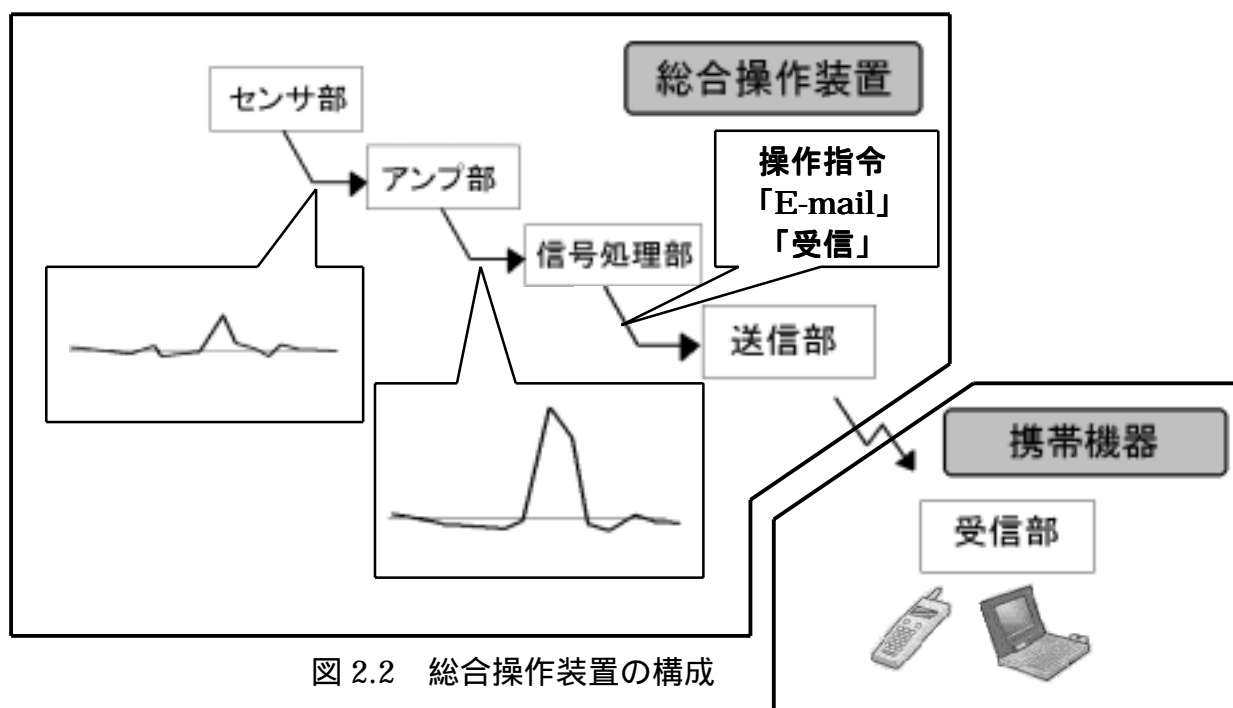 総合操作装置
センサ部
アンプ部
操作指令
「E-mail」
「受信」
信号処理部
送信部
携帯機器
受信部
図 2.2 総合操作装置の構成